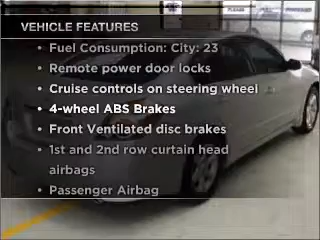 VEHICLE FEATURES
• Fuel Consumption: City: 23
• Remote power door locks
• Cruise controls on steering wheel
• 4-wheel ABS Brakes
• Front Ventilated disc brakes
• 1st and 2nd row curtain head
airbags
• Passenger Airbag